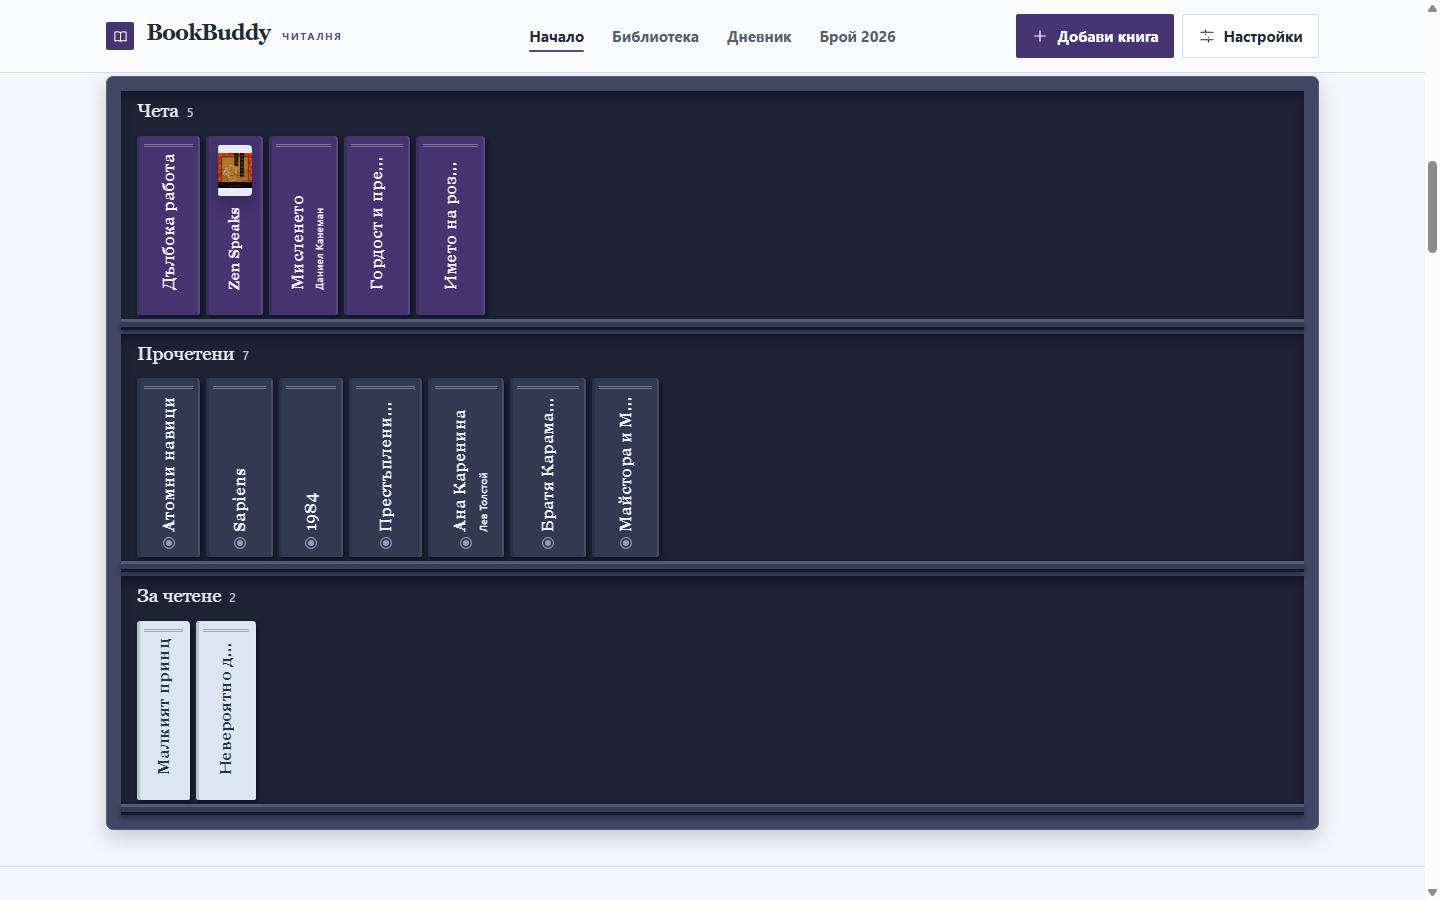 BookBuddy ЧИТАЛНЯ
Начало
Библиотека
Дневник
Брой 2026
Добави книга
Настройки
Чета 5
Дълбока работа
Zen Speaks
Мисленето
Даниел Канеман
Гордост и пре...
Името на роз...
Прочетени 7
Атомни навици
Sapiens
1984
Престъплени...
Ана Каренина
Лев Толстой
Братя Карама...
Майстора и М...
За четене 2
Малкият принц
Невероятно д...